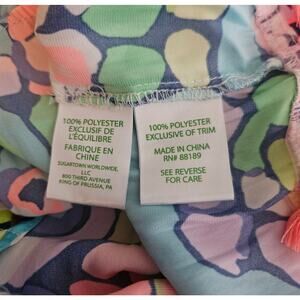 100% POLYESTER
EXCLUSIF DE
L'ÉQUILIBRE
FABRIQUE EN
CHINE
SUGARTOWN WORLDWIDE,
LLC
800 THIRD AVENUE
KING OF PRUSSIA, PA
100% POLYESTER
EXCLUSIVE OF TRIM
MADE IN CHINA
RN# 88189
SEE REVERSE
FOR CARE